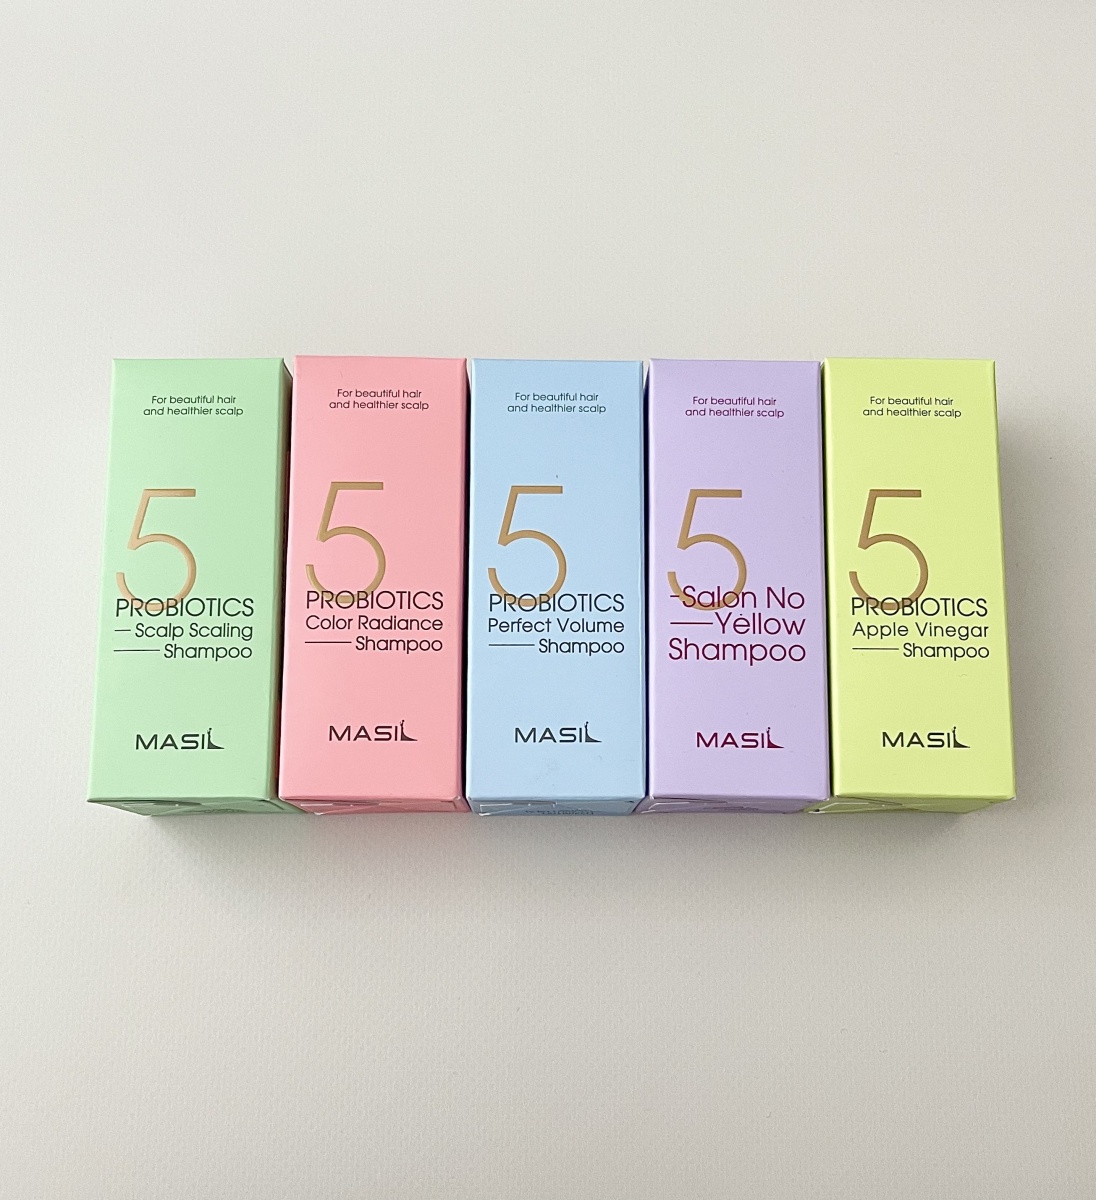 For beautiful hair
and healthier scalp
5
PROBIOTICS
Scalp Scaling
Shampoo
MASIL
For beautiful hair
and healthier scalp
5
PROBIOTICS
Color Radiance
Shampoo
MASIL
For beautiful hair
and healthier scalp
5
PROBIOTICS
Perfect Volume
Shampoo
MASIL
For beautiful hair
and healthier scalp
5
Salon No
Yellow
Shampoo
MASIL
For beautiful hair
and healthier scalp
5
PROBIOTICS
Apple Vinegar
Shampoo
MASIL